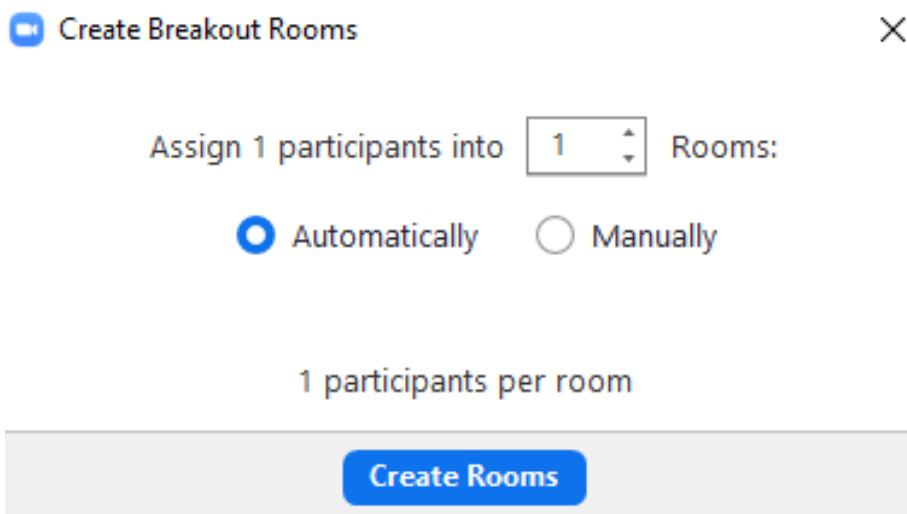 Create Breakout Rooms
Assign 1 participants into 1 Rooms:
Automatically Manually
1 participants per room
Create Rooms